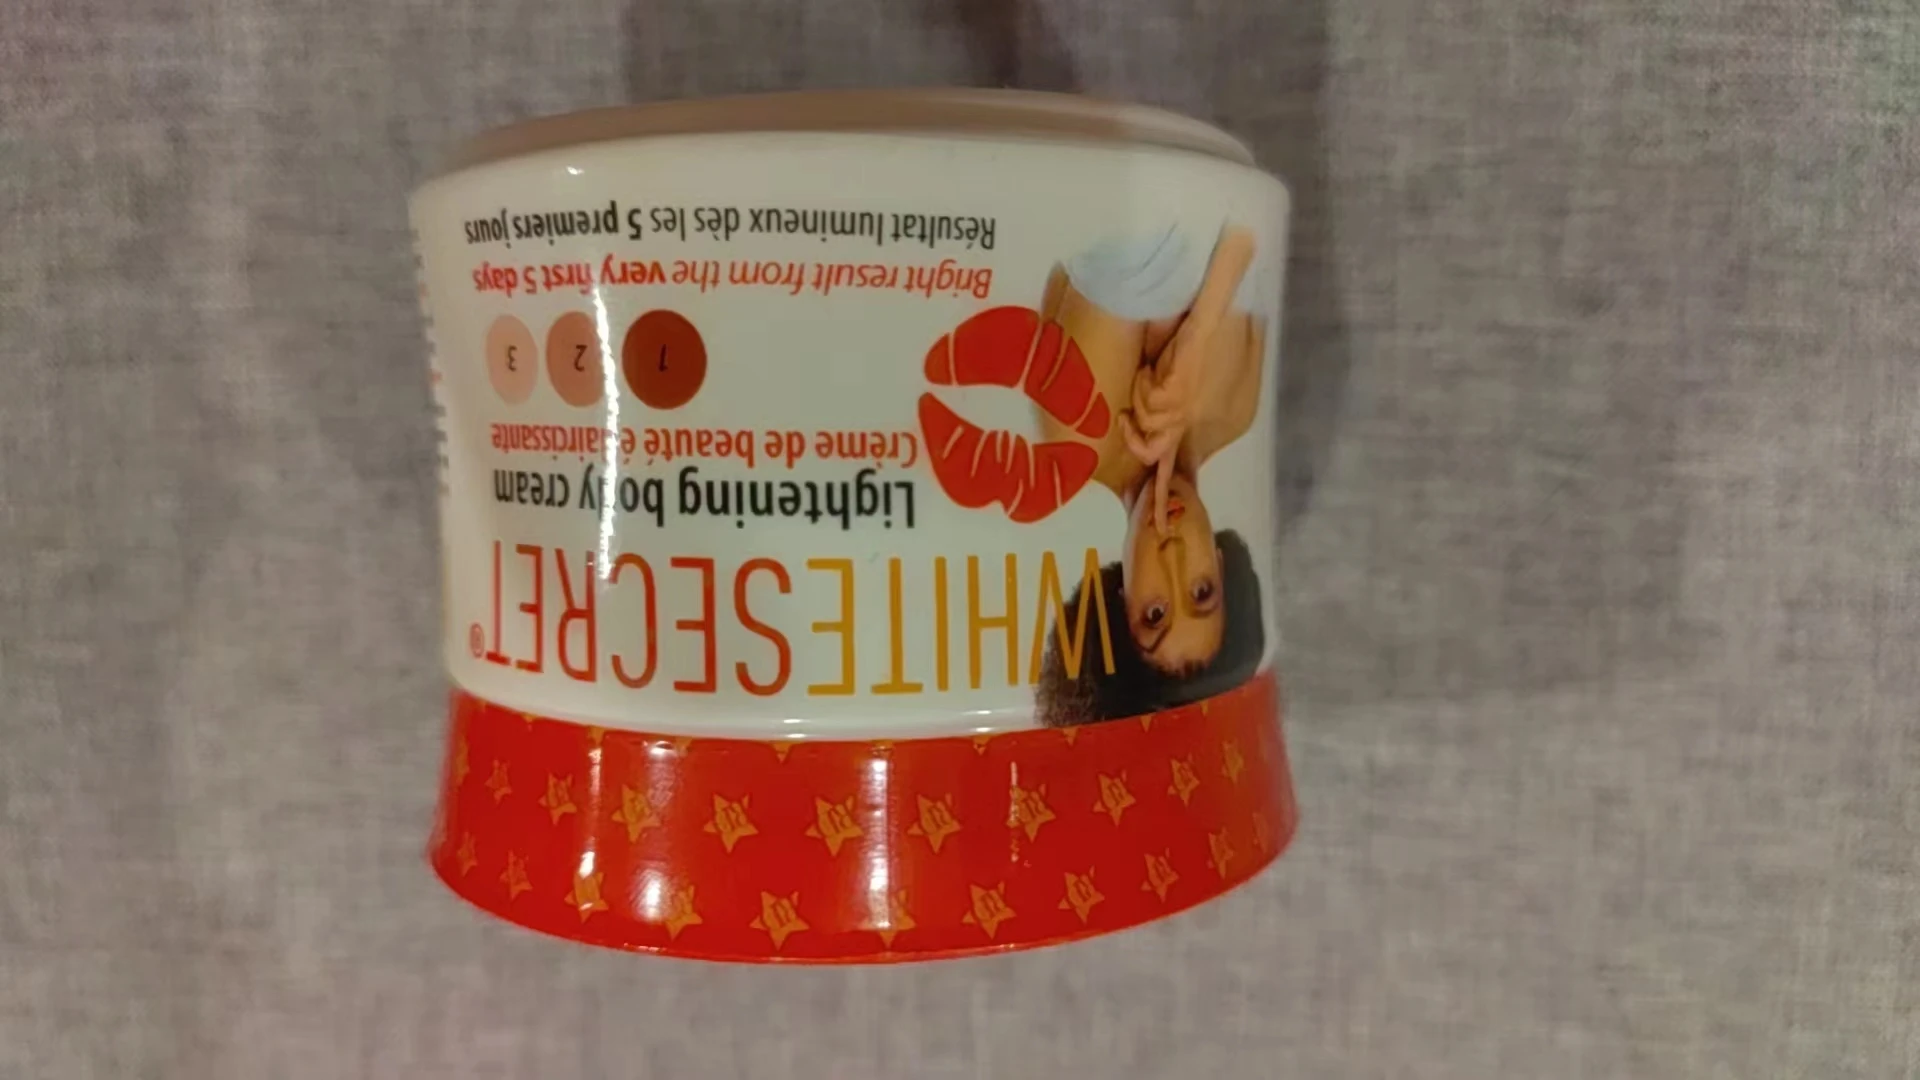 WHITESECRET®
Lightening body cream
Crème de beauté éclaircissante
1 2 3
Bright result from the very first 5 days
Résultat lumineux dès les 5 premiers jours